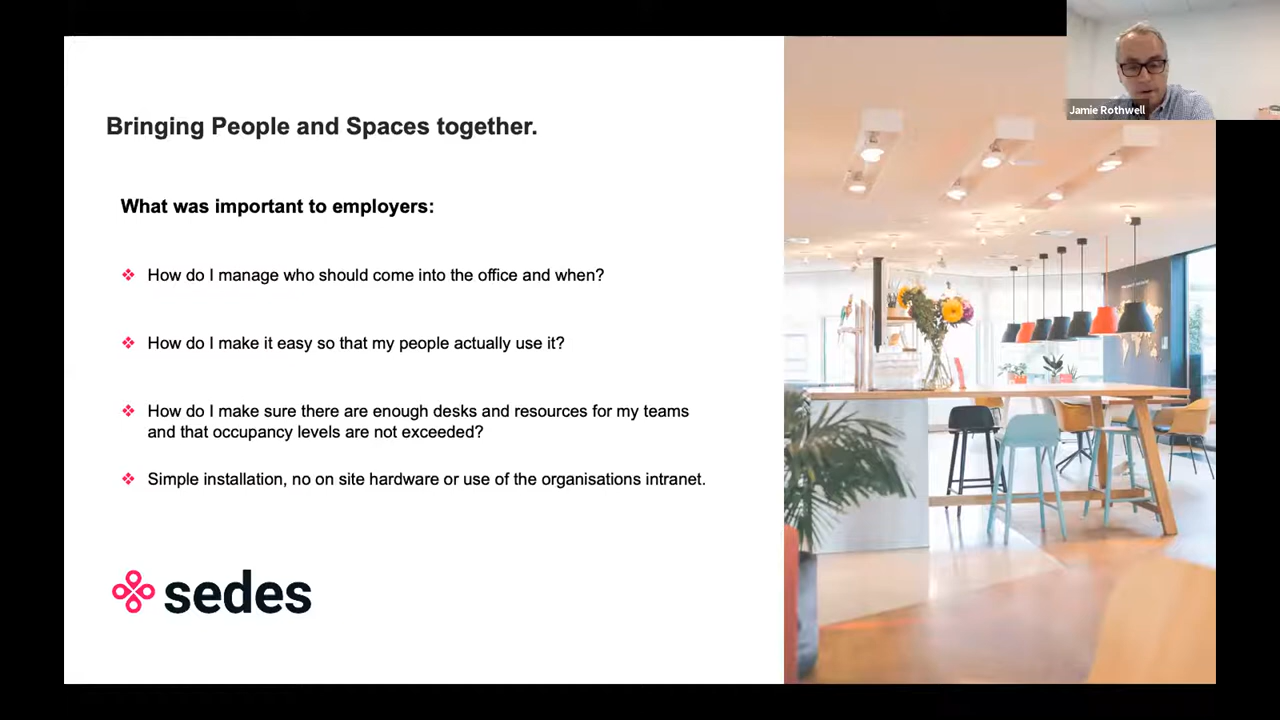 Jamie Rothwell
Bringing People and Spaces together.
What was important to employers:
How do I manage who should come into the office and when?
How do I make it easy so that my people actually use it?
How do I make sure there are enough desks and resources for my teams
and that occupancy levels are not exceeded?
Simple installation, no on site hardware or use of the organisations intranet.
sedes